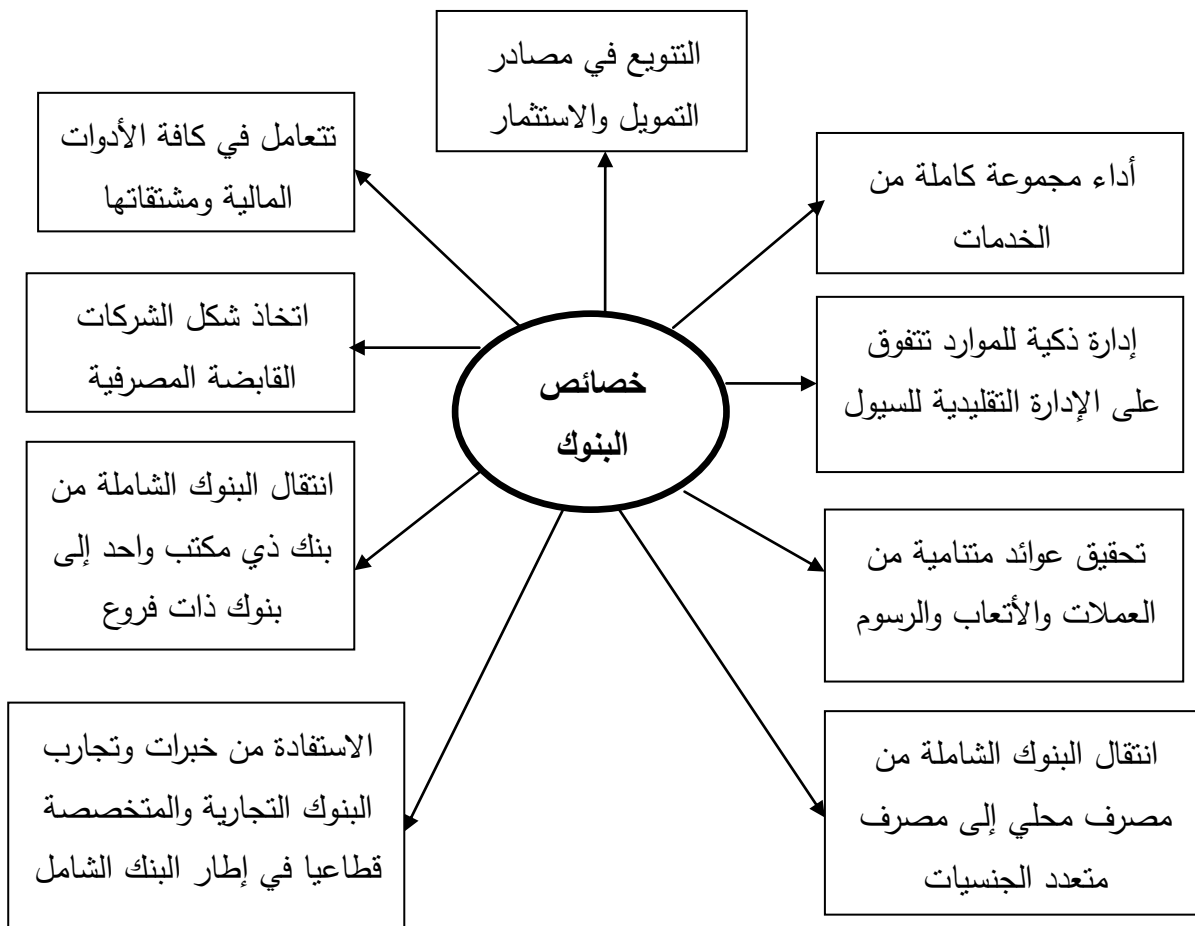 التنويع في مصادر
التمويل والاستثمار
أداء مجموعة كاملة من
الخدمات
تتعامل في كافة الأدوات
المالية ومشتقاتها
إدارة ذكية للموارد تتفوق
على الإدارة التقليدية للسيول
اتخاذ شكل الشركات
القابضة المصرفية
خصائص
البنوك
تحقيق عوائد متنامية من
العملات والأتعاب والرسوم
انتقال البنوك الشاملة من
بنك ذي مكتب واحد إلى
بنوك ذات فروع
انتقال البنوك الشاملة من
مصرف محلي إلى مصرف
متعدد الجنسيات
الاستفادة من خبرات وتجارب
البنوك التجارية والمتخصصة
قطاعيا في إطار البنك الشامل